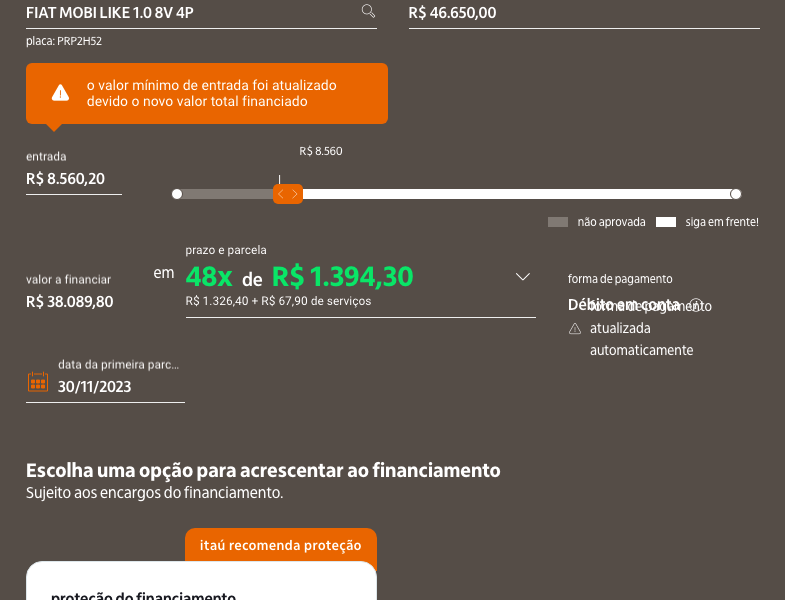 FIAT MOBI LIKE 1.0 8V 4P
R$ 46.650,00
placa: PRP2H52
o valor mínimo de entrada foi atualizado
devido o novo valor total financiado
entrada
R$ 8.560
R$ 8.560,20
não aprovada
siga em frente!
prazo e parcela
em 48x de R$ 1.394,30
R$ 1.326,40 + R$ 67,90 de serviços
valor a financiar
R$ 38.089,80
forma de pagamento
Débito em conta
forma de pagamento
atualizada
automaticamente
data da primeira parc...
30/11/2023
Escolha uma opção para acrescentar ao financiamento
Sujeito aos encargos do financiamento.
itaú recomenda proteção
proteção do financiamento